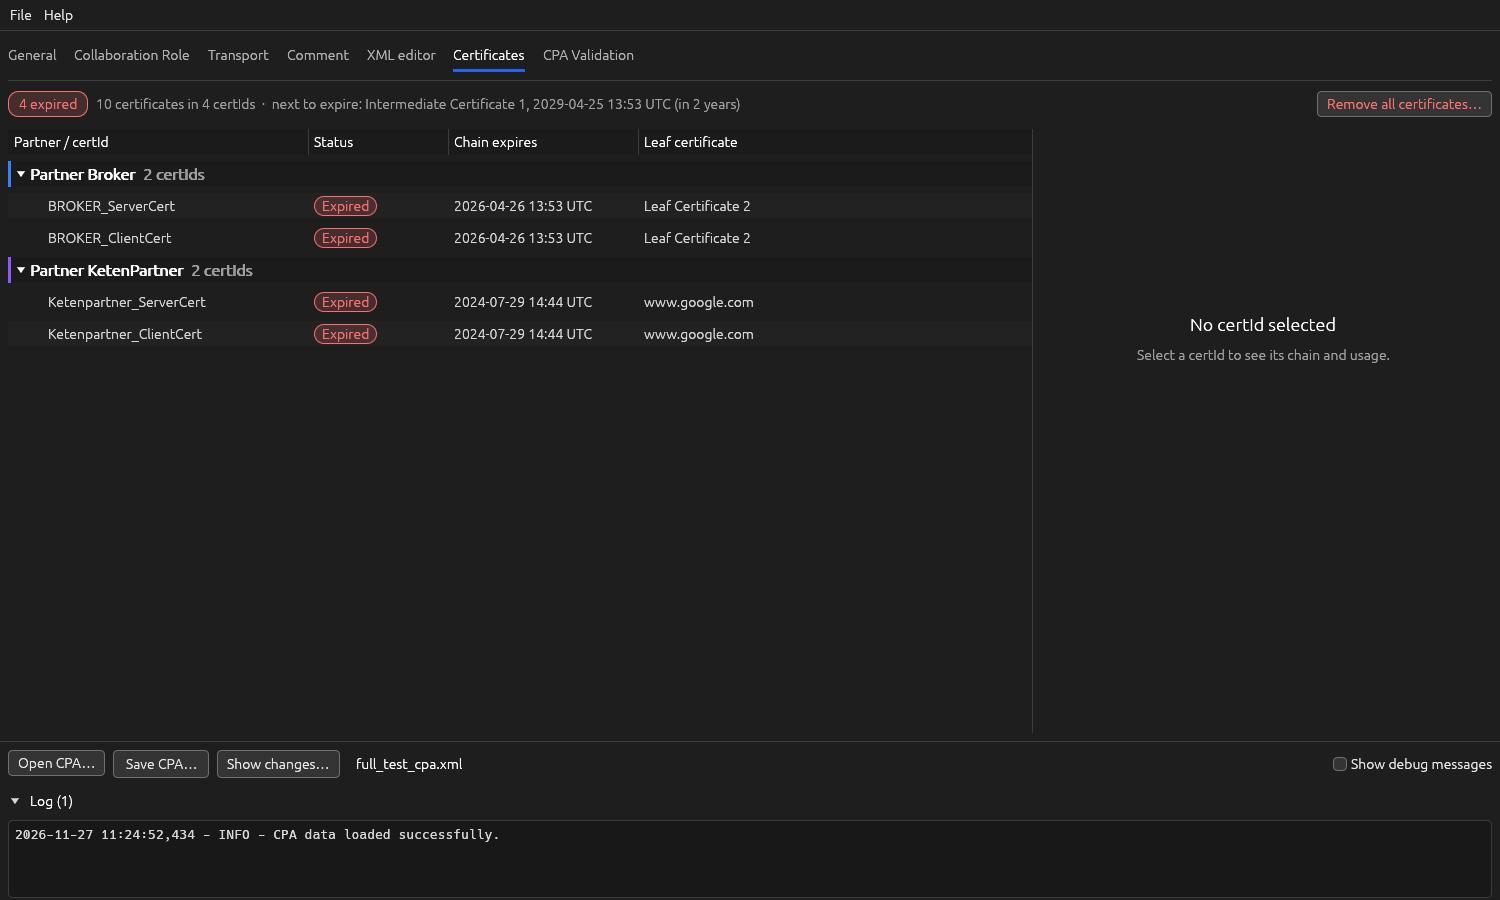 File Help
General Collaboration Role Transport Comment XML editor Certificates CPA Validation
4 expired 10 certificates in 4 certIds · next to expire: Intermediate Certificate 1, 2029-04-25 13:53 UTC (in 2 years) Remove all certificates...
Partner / certId Status Chain expires Leaf certificate
Partner Broker 2 certIds
BROKER_ServerCert Expired 2026-04-26 13:53 UTC Leaf Certificate 2
BROKER_ClientCert Expired 2026-04-26 13:53 UTC Leaf Certificate 2
Partner KetenPartner 2 certIds
Ketenpartner_ServerCert Expired 2024-07-29 14:44 UTC www.google.com
Ketenpartner_ClientCert Expired 2024-07-29 14:44 UTC www.google.com
No certId selected
Select a certId to see its chain and usage.
Open CPA... Save CPA... Show changes... full_test_cpa.xml Show debug messages
Log (1)
2026-11-27 11:24:52,434 - INFO - CPA data loaded successfully.